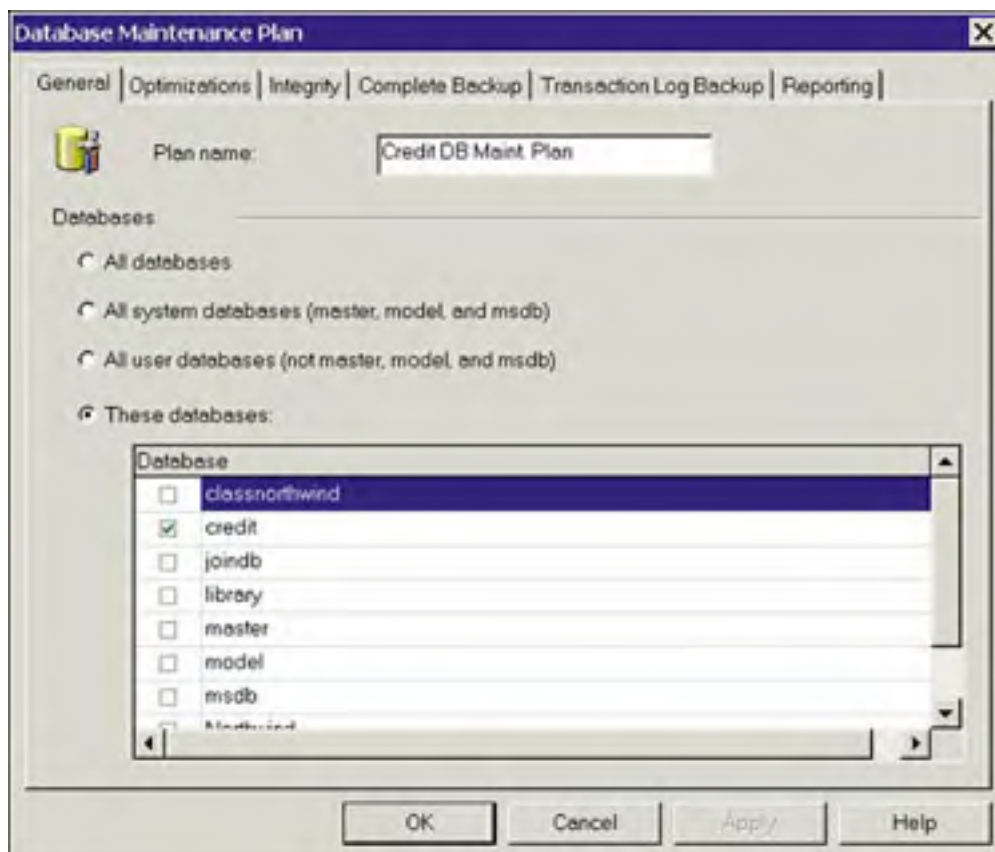 Database Maintenance Plan
General Optimizations Integrity Complete Backup Transaction Log Backup Reporting
Plan name: Credit DB Maint. Plan
Databases
All databases
All system databases (master, model, and msdb)
All user databases (not master, model, and msdb)
These databases:
Database
classnorthwind
credit
joindb
library
master
model
msdb
Northwind
OK Cancel Apply Help